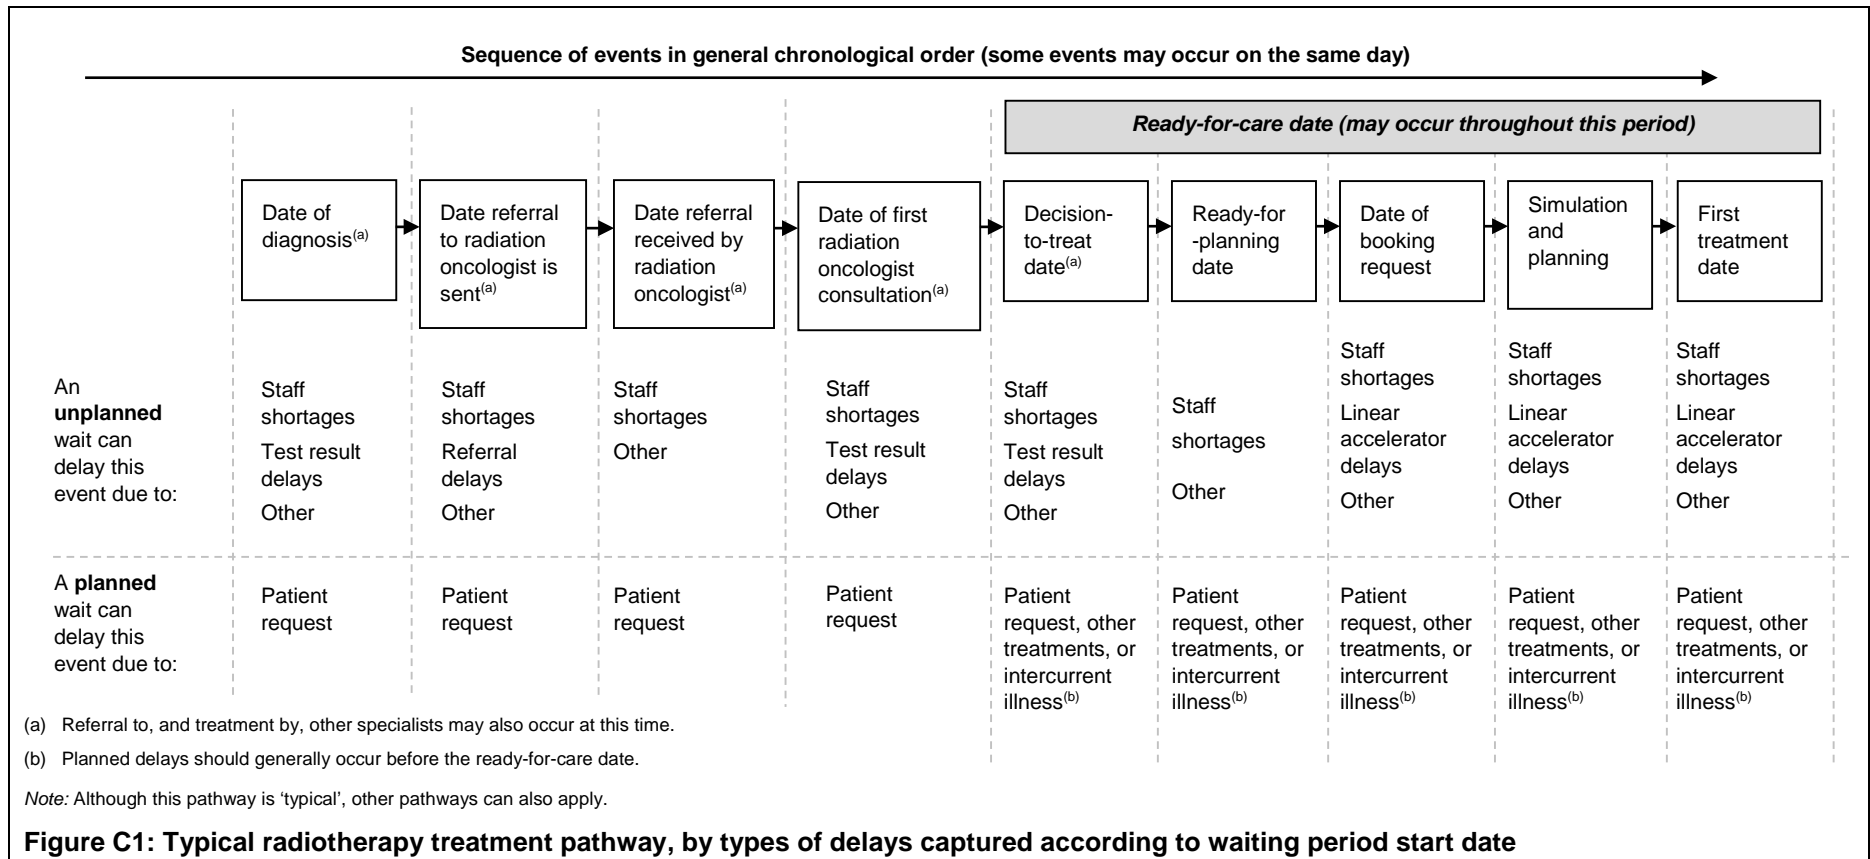 Sequence of events in general chronological order (some events may occur on the same day)
Ready-for-care date (may occur throughout this period)
Date of
diagnosis(a)
Date referral
to radiation
oncologist is
sent(a)
Date referral
received by
radiation
oncologist(a)
Date of first
radiation
oncologist
consultation(a)
Decision-
to-treat
date(a)
Ready-for
-planning
date
Date of
booking
request
Simulation
and
planning
First
treatment
date
An
unplanned
wait can
delay this
event due to:
Staff
shortages
Test result
delays
Other
Staff
shortages
Referral
delays
Other
Staff
shortages
Other
Staff
shortages
Test result
delays
Other
Staff
shortages
Test result
delays
Other
Staff
shortages
Other
Staff
shortages
Linear
accelerator
delays
Other
Staff
shortages
Linear
accelerator
delays
Other
Staff
shortages
Linear
accelerator
delays
Other
A planned
wait can
delay this
event due to:
Patient
request
Patient
request
Patient
request
Patient
request
Patient
request, other
treatments, or
intercurrent
illness(b)
Patient
request, other
treatments, or
intercurrent
illness(b)
Patient
request, other
treatments, or
intercurrent
illness(b)
Patient
request, other
treatments, or
intercurrent
illness(b)
Patient
request, other
treatments, or
intercurrent
illness(b)
(a) Referral to, and treatment by, other specialists may also occur at this time.
(b) Planned delays should generally occur before the ready-for-care date.
Note: Although this pathway is ‘typical’, other pathways can also apply.
Figure C1: Typical radiotherapy treatment pathway, by types of delays captured according to waiting period start date